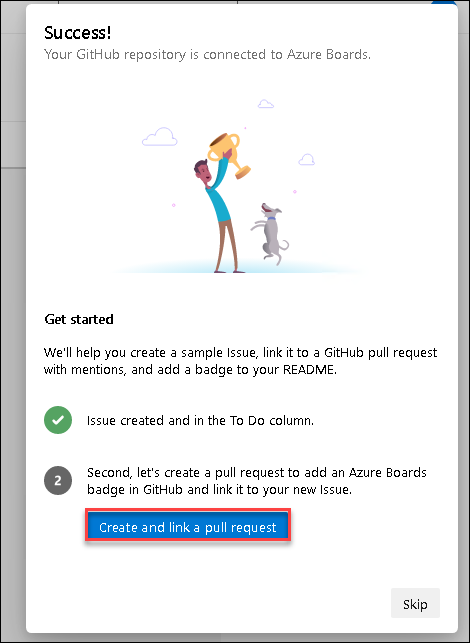 Success!
Your GitHub repository is connected to Azure Boards.
Get started
We'll help you create a sample Issue, link it to a GitHub pull request
with mentions, and add a badge to your README.
Issue created and in the To Do column.
2
Second, let's create a pull request to add an Azure Boards
badge in GitHub and link it to your new Issue.
Create and link a pull request
Skip